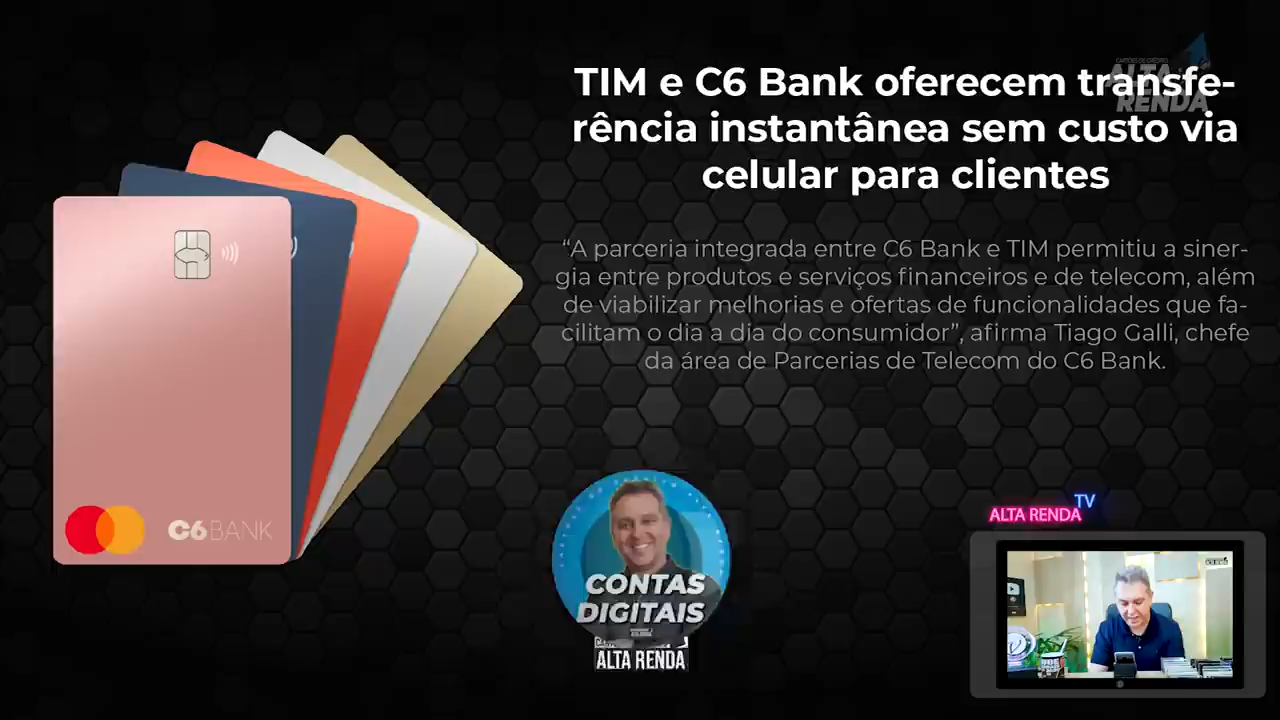 TIM e C6 Bank oferecem transfe-
rência instantânea sem custo via
celular para clientes
ALTA
RENDA
“A parceria integrada entre C6 Bank e TIM permitiu a siner-
gia entre produtos e serviços financeiros e de telecom, além
de viabilizar melhorias e ofertas de funcionalidades que fa-
cilitam o dia a dia do consumidor”, afirma Tiago Galli, chefe
da área de Parcerias de Telecom do C6 Bank.
C6 BANK
CONTAS
DIGITAIS
ALTA RENDA
ALTA RENDA TV